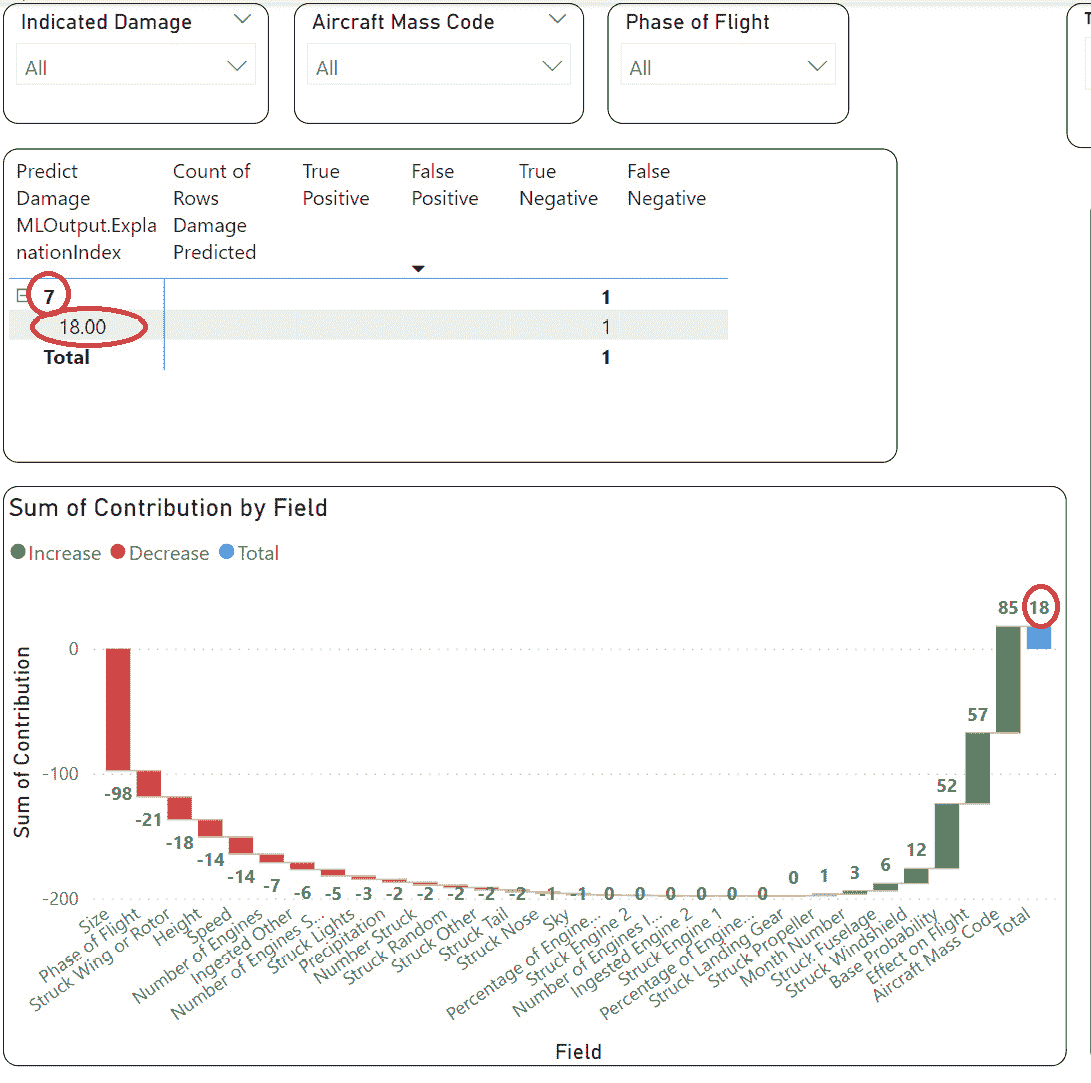 Indicated Damage
All
Aircraft Mass Code
All
Phase of Flight
All
T
Predict
Damage
MLOutput.Expla
nationIndex
Count of
Rows
Damage
Predicted
True
Positive
False
Positive
True
Negative
False
Negative
7 1
18.00 1
Total 1
Sum of Contribution by Field
Increase Decrease Total
Sum of Contribution
0
-100
-200
-98
-21
-18
-14
-14
-7
-6
-5
-3
-2
-2
-2
-2
-2
-1
-1
0
0
0
0
0
0
0
1
3
6
12
52
57
85
18
Size
Phase of Flight
Struck Wing or Rotor
Height
Speed
Number of Engines
Ingested Other
Number of Engines S...
Struck Lights
Precipitation
Number Struck
Struck Random
Struck Other
Struck Tail
Struck Nose
Sky
Percentage of Engine...
Struck Engine 2
Number of Engines I...
Ingested Engine 2
Struck Engine 1
Percentage of Engine...
Struck Landing Gear
Struck Propeller
Month Number
Struck Fuselage
Struck Windshield
Base Probability
Effect on Flight
Aircraft Mass Code
Total
Field